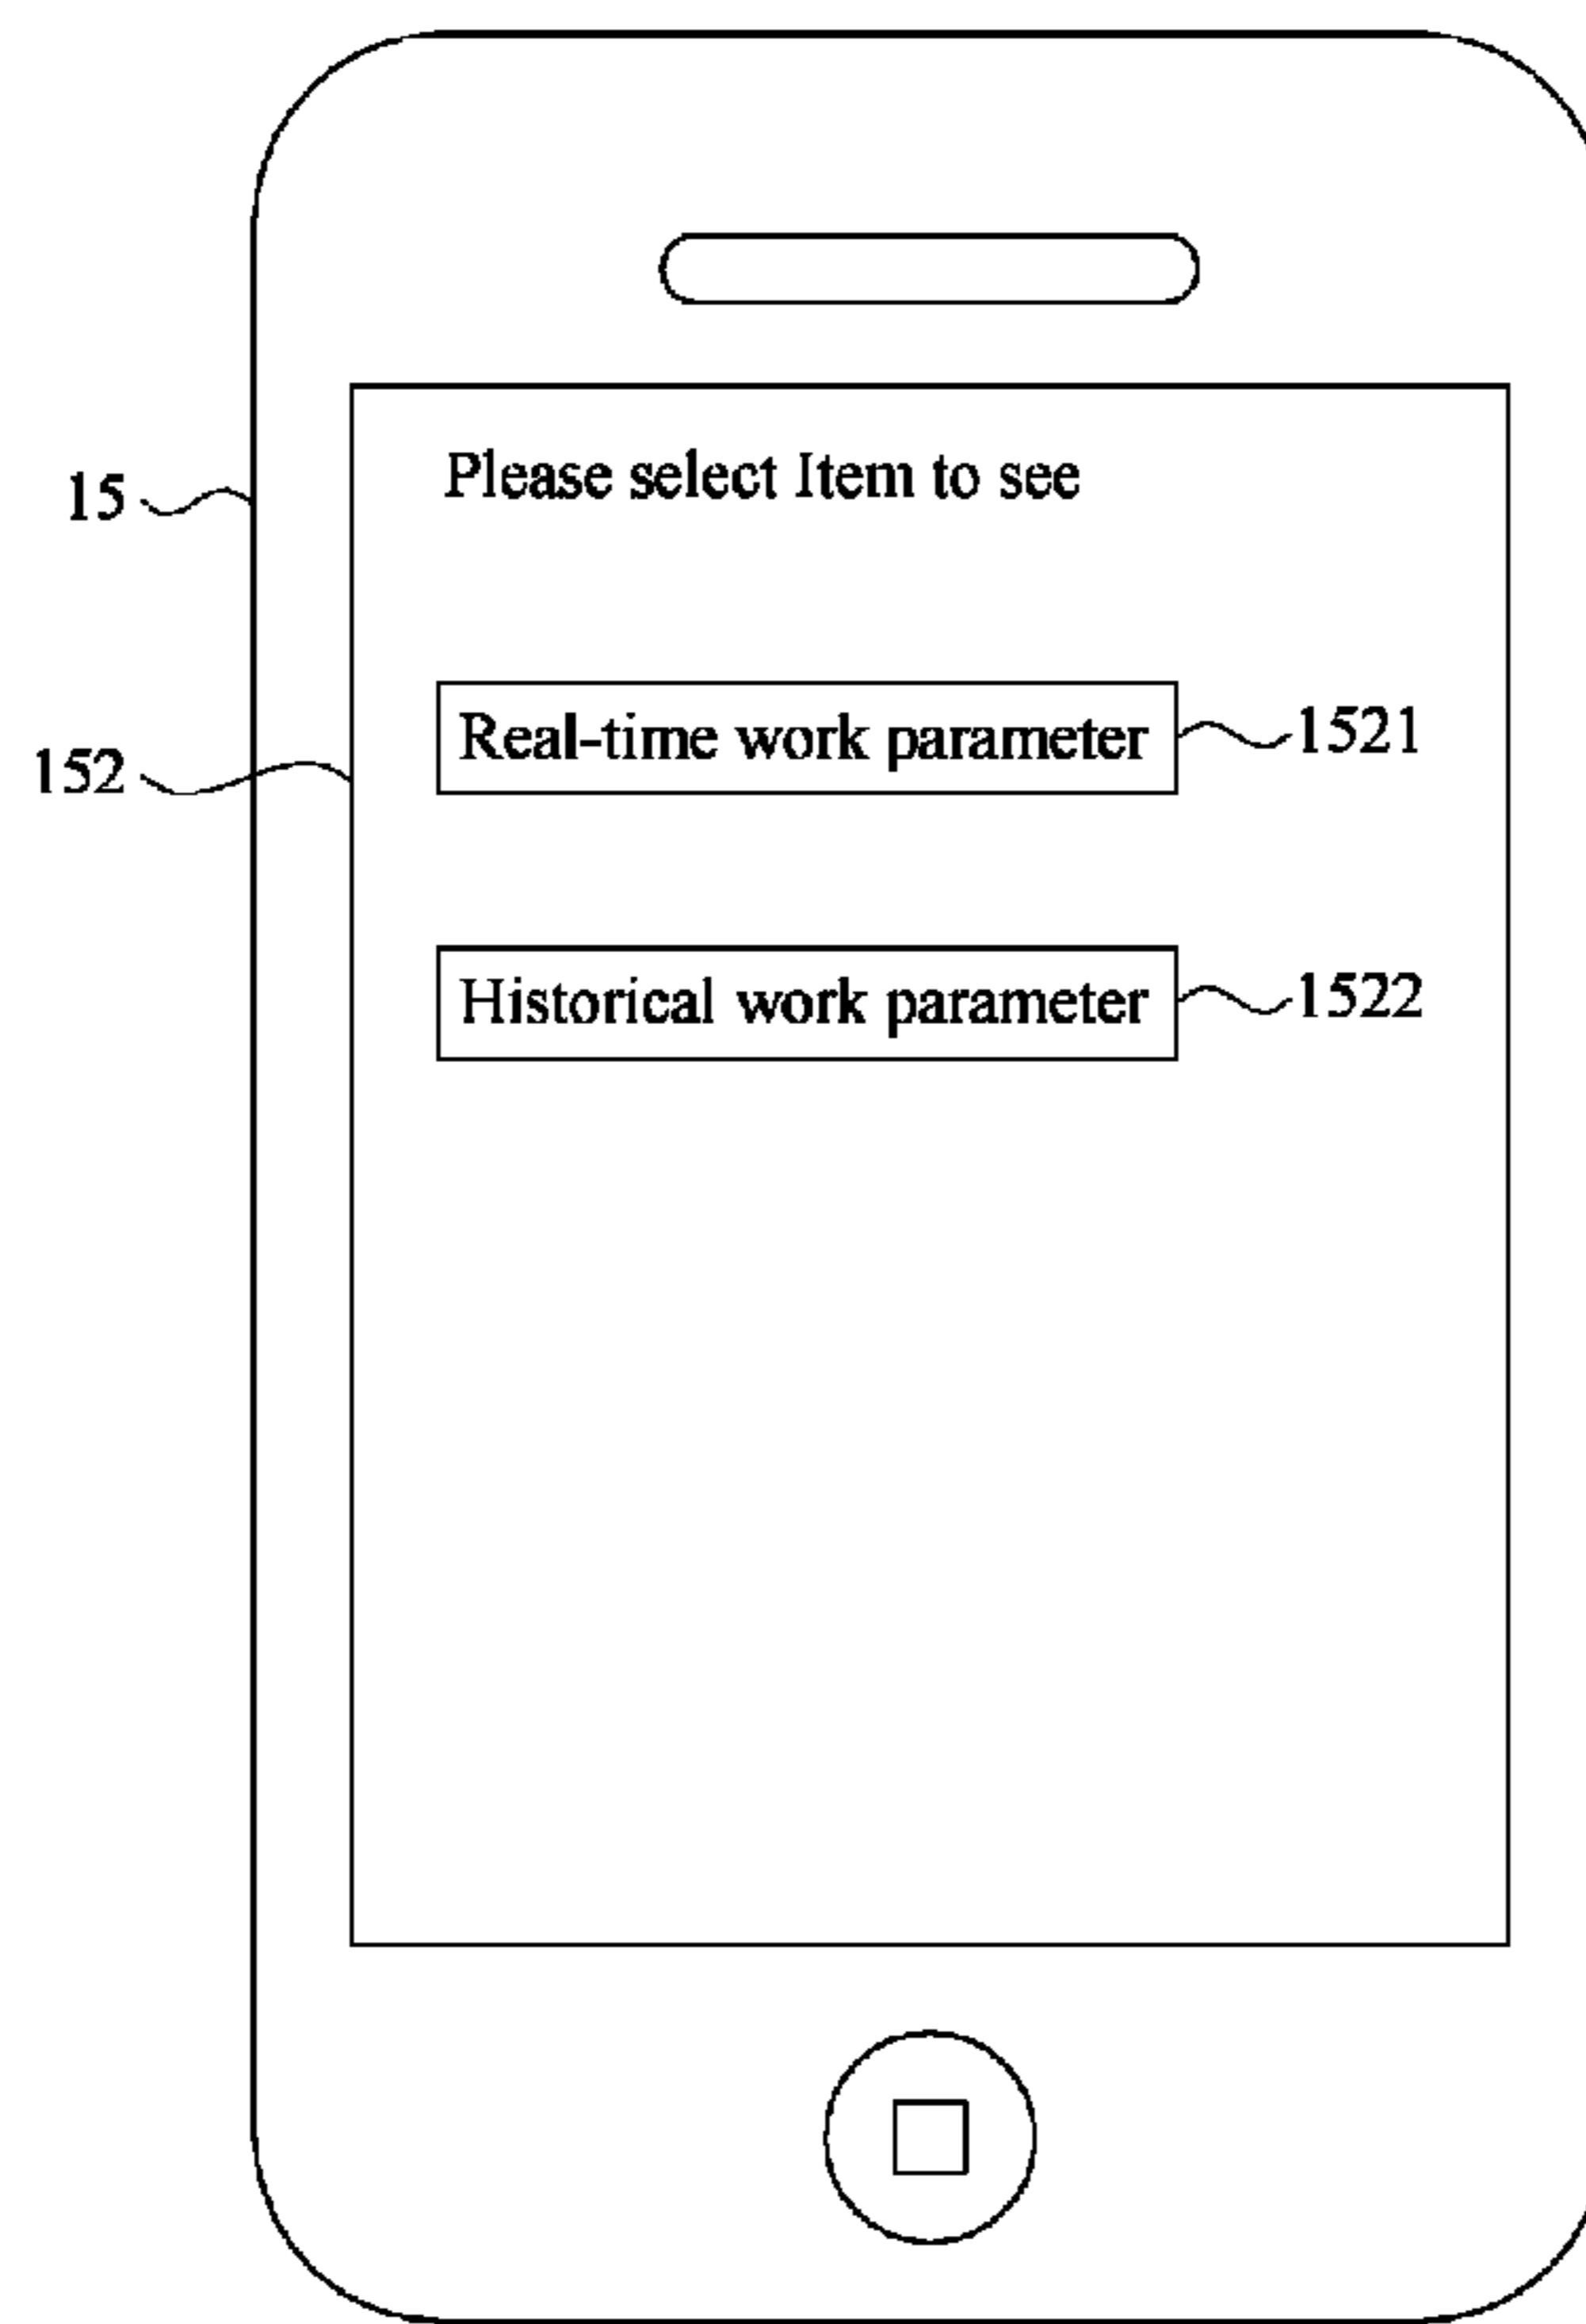 Please select Item to see
15
Real-time work parameter 1521
152
Historical work parameter 1522